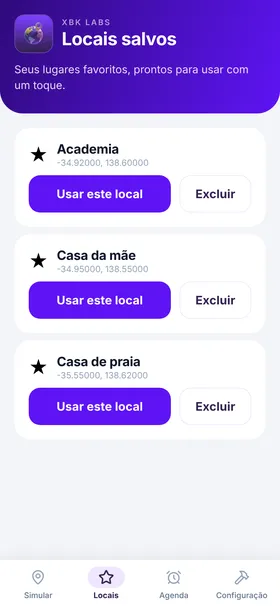 XBK LABS
Locais salvos
Seus lugares favoritos, prontos para usar com
um toque.
Academia
-34.92000, 138.60000
Usar este local
Excluir
Casa da mãe
-34.95000, 138.55000
Usar este local
Excluir
Casa de praia
-35.55000, 138.62000
Usar este local
Excluir
Simular
Locais
Agenda
Configuração